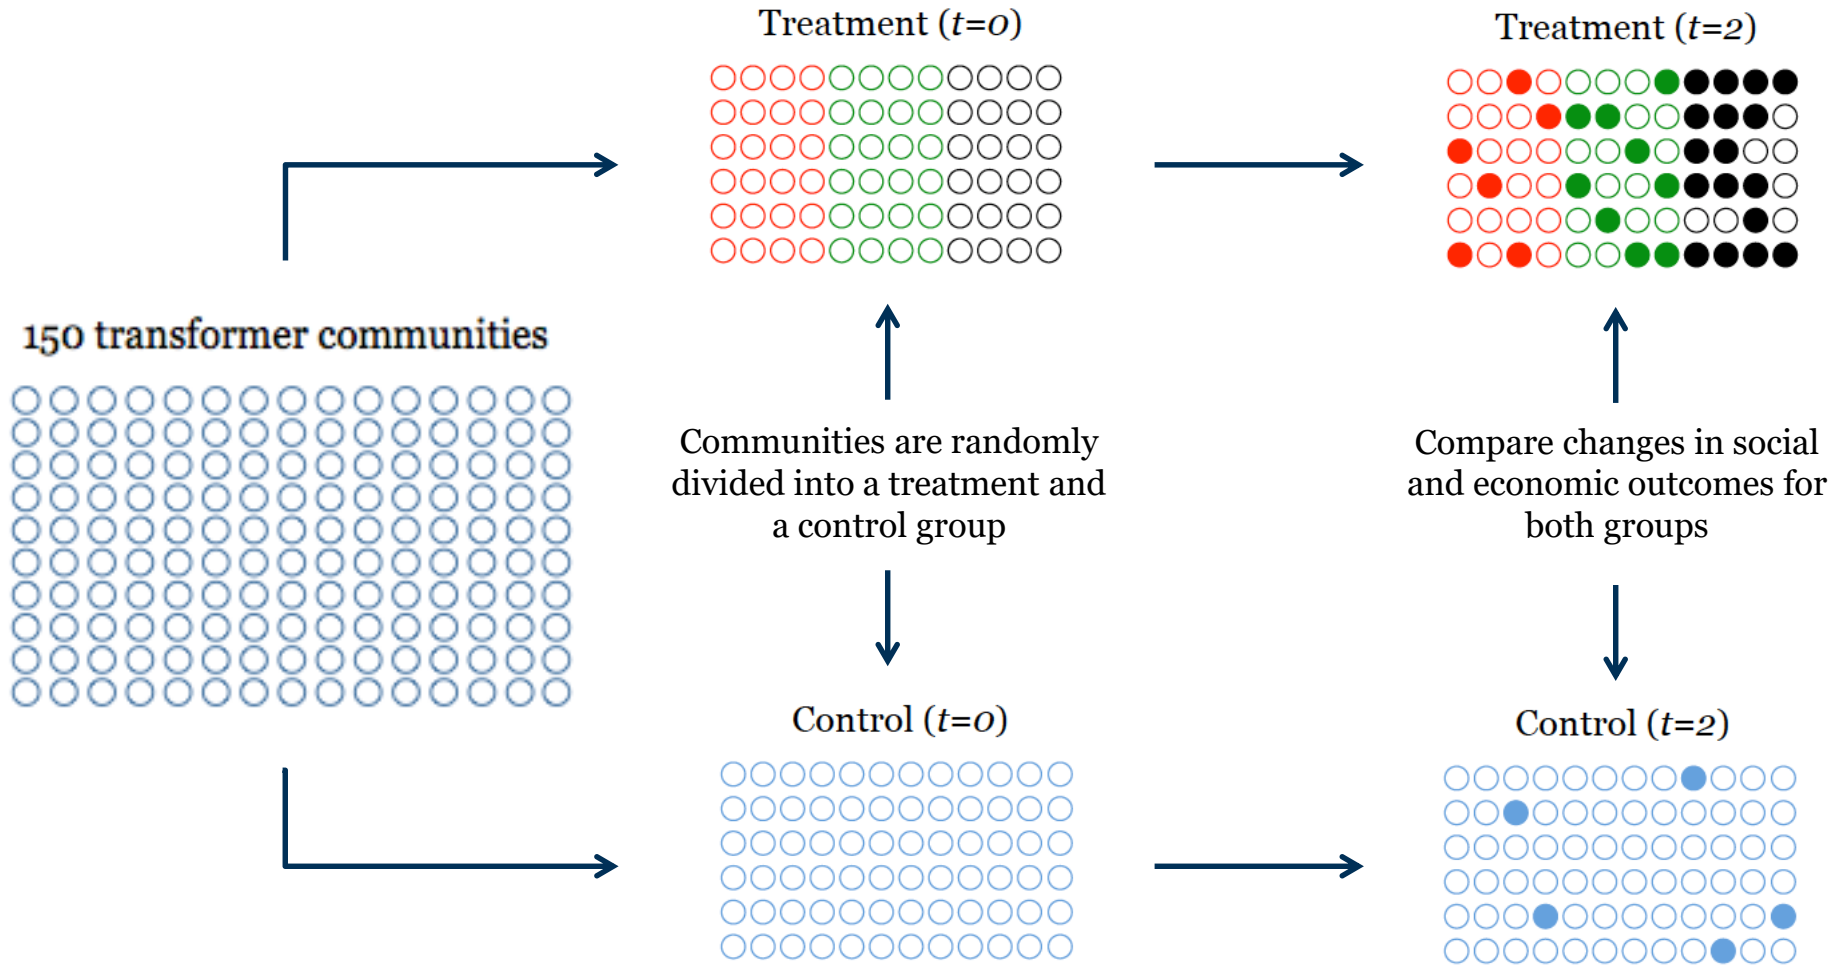 Treatment (t=0)
Treatment (t=2)
150 transformer communities
Communities are randomly
divided into a treatment and
a control group
Compare changes in social
and economic outcomes for
both groups
Control (t=0)
Control (t=2)